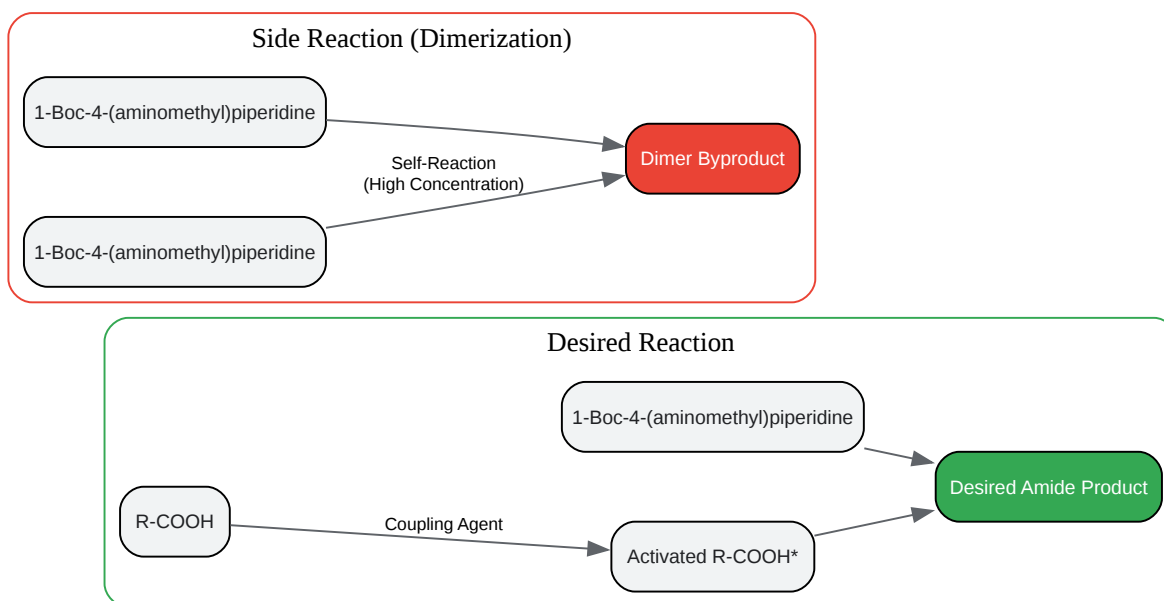 Side Reaction (Dimerization)
1-Boc-4-(aminomethyl)piperidine
Dimer Byproduct
Self-Reaction
(High Concentration)
1-Boc-4-(aminomethyl)piperidine
Desired Reaction
1-Boc-4-(aminomethyl)piperidine
Desired Amide Product
R-COOH
Coupling Agent
Activated R-COOH*